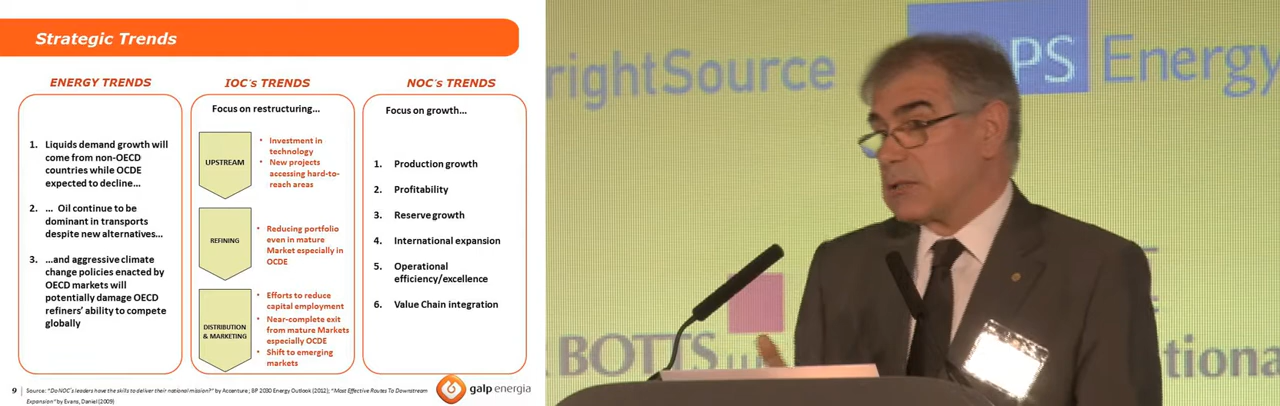 Strategic Trends
ENERGY TRENDS
1. Liquids demand growth will
come from non-OECD
countries while OCDE
expected to decline…
2. … Oil continue to be
dominant in transports
despite new alternatives…
3. …and aggressive climate
change policies enacted by
OECD markets will
potentially damage OECD
refiners' ability to compete
globally
IOC´s TRENDS
Focus on restructuring…
UPSTREAM
• Investment in
technology
• New projects
accessing hard-to-
reach areas
REFINING
• Reducing portfolio
even in mature
Market especially in
OCDE
DISTRIBUTION
& MARKETING
• Efforts to reduce
capital employment
• Near-complete exit
from mature Markets
especially OCDE
• Shift to emerging
markets
NOC´s TRENDS
Focus on growth…
1. Production growth
2. Profitability
3. Reserve growth
4. International expansion
5. Operational
efficiency/excellence
6. Value Chain integration
9
Source: "Do NOC´s leaders have the skills to deliver their national mission?" by Accenture ; BP 2030 Energy Outlook (2012); "Most Effective Routes To Downstream
Expansion" by Evans, Daniel (2009)
galp energia
rightSource
PS Energy
BOTTS
tiona